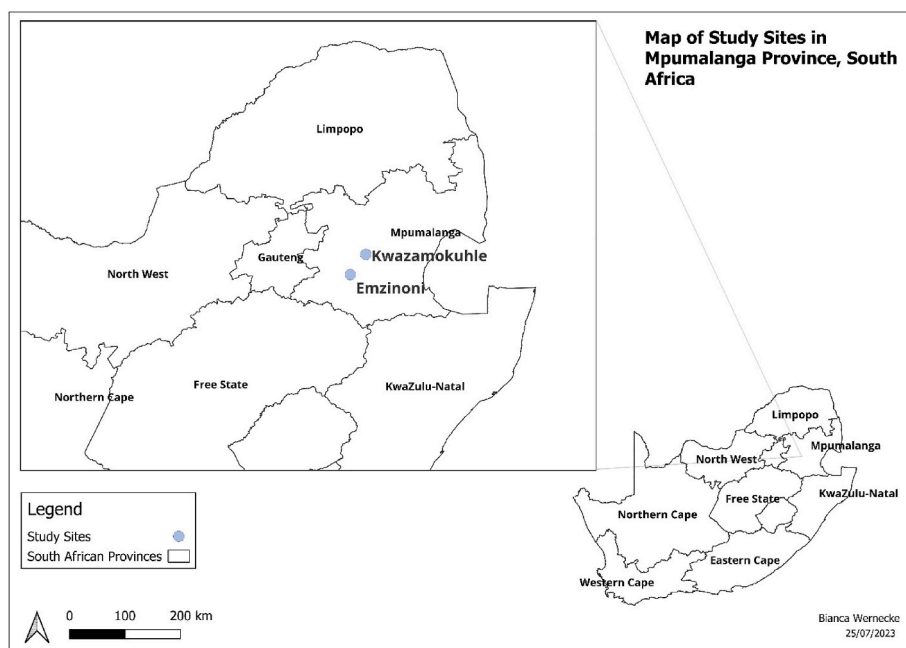 Map of Study Sites in
Mpumalanga Province, South
Africa
Limpopo
Mpumalanga
Kwazamokuhle
Gauteng
North West
Emzinoni
Northern Cape
Free State
KwaZulu-Natal
Limpopo
Mpumalanga
North West
KwaZulu-Natal
Free State
Northern Cape
Eastern Cape
Western Cape
Legend
Study Sites
South African Provinces
0 100 200 km
Bianca Wernecke
25/07/2023